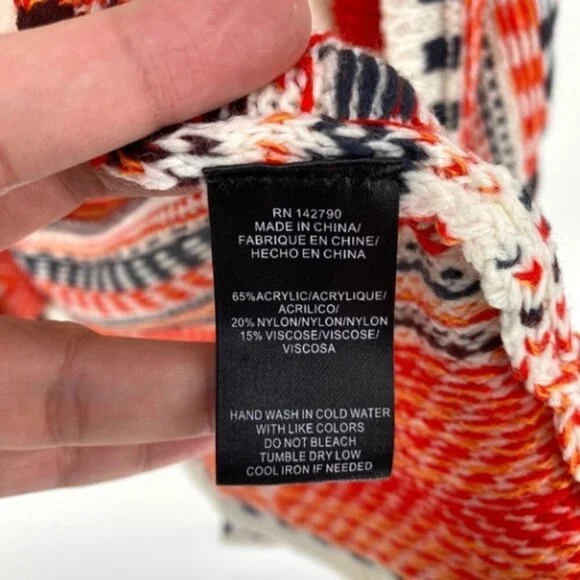 RN 142790
MADE IN CHINA/
FABRIQUE EN CHINE/
HECHO EN CHINA
65%ACRYLIC/ACRYLIQUE/
ACRILICO/
20% NYLON/NYLON/NYLON
15% VISCOSE/VISCOSE/
VISCOSA
HAND WASH IN COLD WATER
WITH LIKE COLORS
DO NOT BLEACH
TUMBLE DRY LOW
COOL IRON IF NEEDED